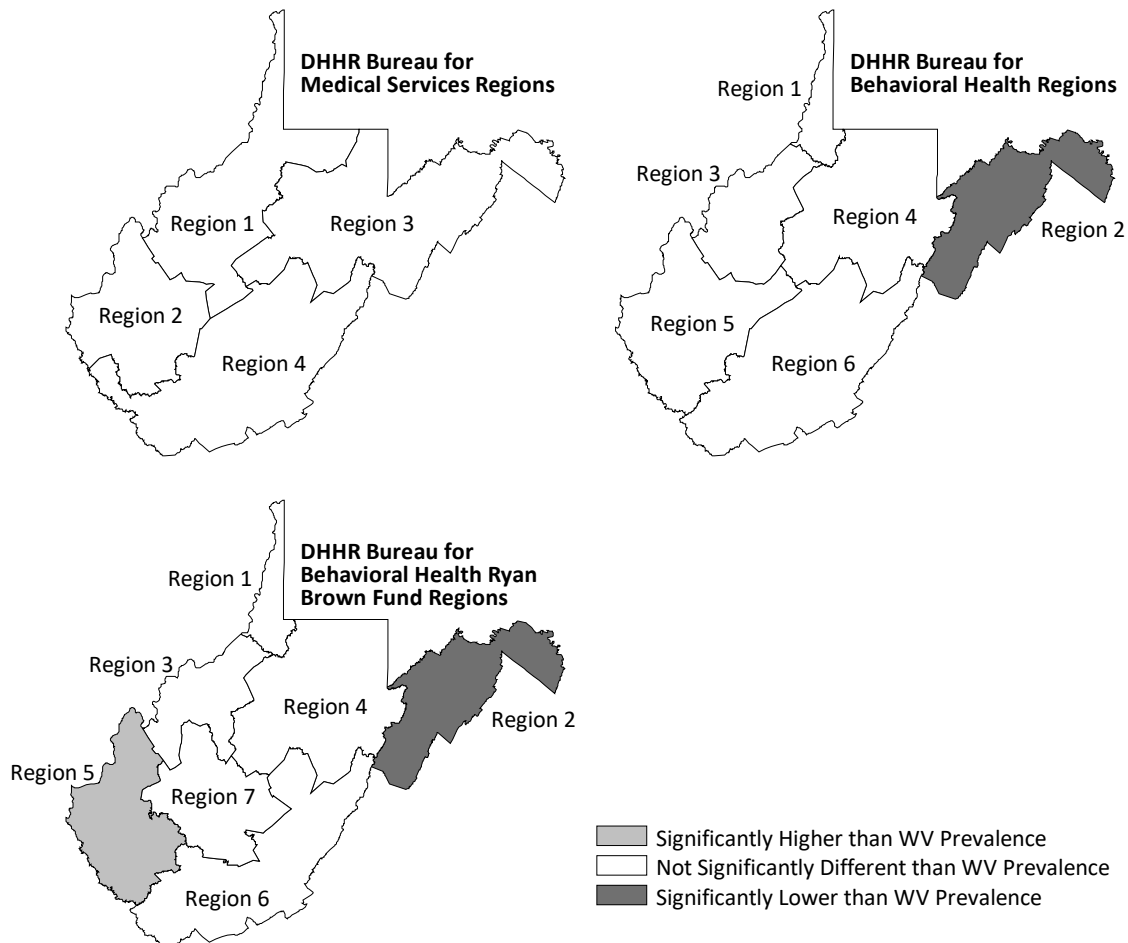 DHHR Bureau for
Medical Services Regions
Region 1
Region 3
Region 2
Region 4
DHHR Bureau for
Behavioral Health Regions
Region 1
Region 3
Region 4
Region 2
Region 5
Region 6
DHHR Bureau for
Behavioral Health Ryan
Brown Fund Regions
Region 1
Region 3
Region 4
Region 2
Region 5
Region 7
Region 6
Significantly Higher than WV Prevalence
Not Significantly Different than WV Prevalence
Significantly Lower than WV Prevalence